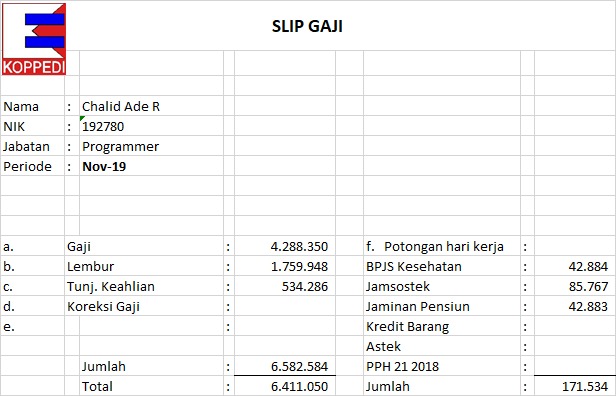 KOPPEDI
SLIP GAJI
Nama : Chalid Ade R
NIK : 192780
Jabatan : Programmer
Periode : Nov-19
a. Gaji : 4.288.350 f. Potongan hari kerja :
b. Lembur : 1.759.948 BPJS Kesehatan : 42.884
c. Tunj. Keahlian : 534.286 Jamsostek : 85.767
d. Koreksi Gaji : Jaminan Pensiun : 42.883
e. : Kredit Barang :
Astek :
Jumlah : 6.582.584 PPH 21 2018 :
Total : 6.411.050 Jumlah : 171.534